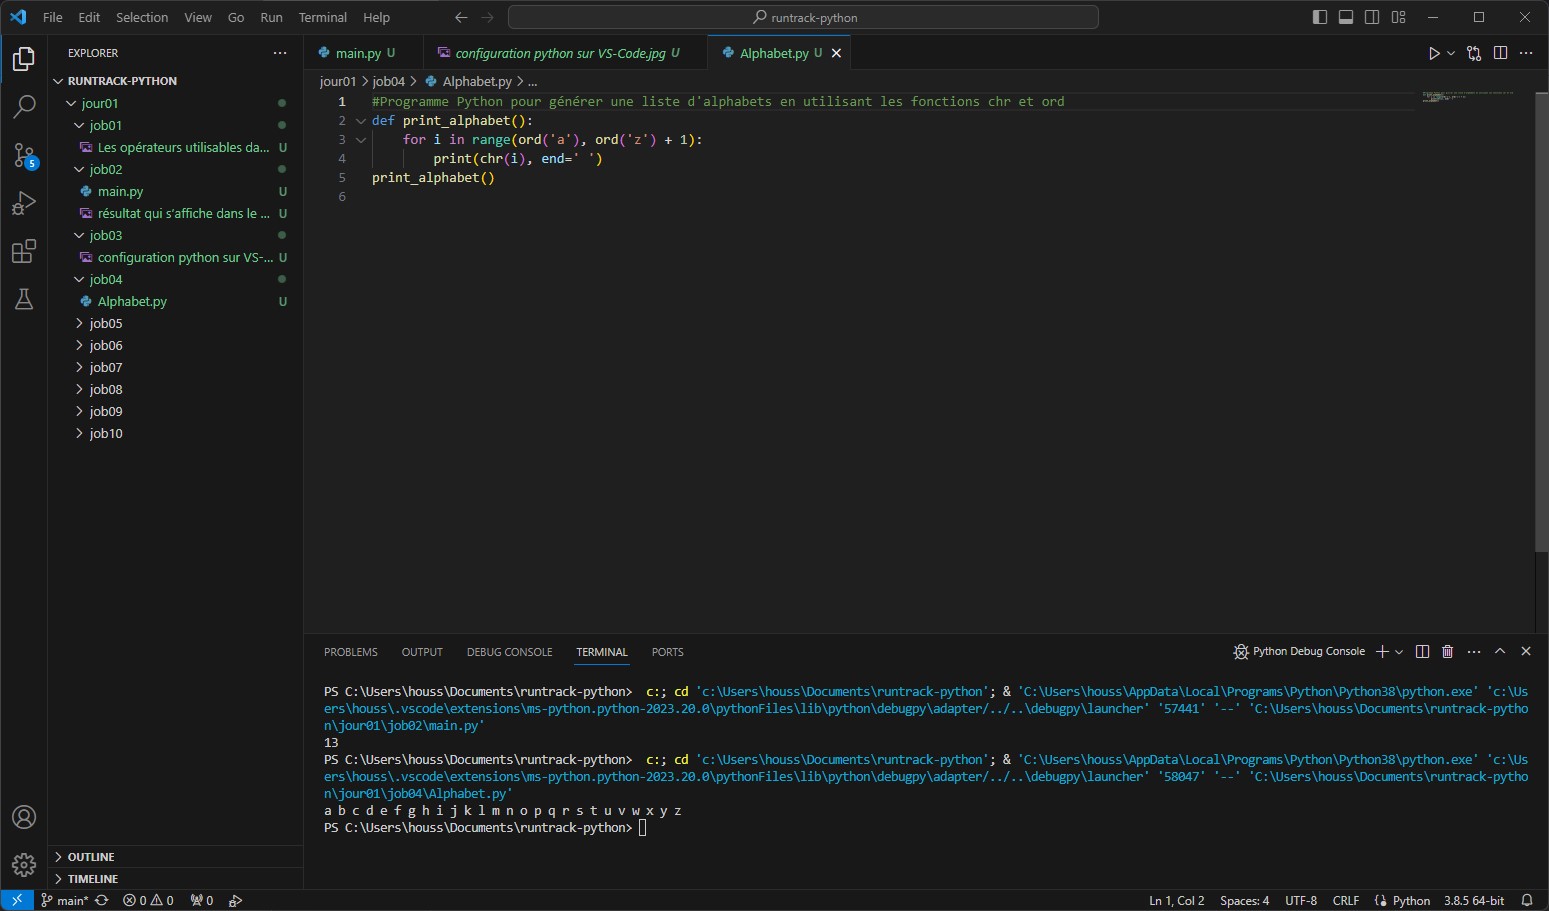 File Edit Selection View Go Run Terminal Help
runtrack-python
EXPLORER
RUNTRACK-PYTHON
jour01
job01
Les opérateurs utilisables da... U
job02
main.py U
résultat qui s'affiche dans le ... U
job03
configuration python sur VS-... U
job04
Alphabet.py U
job05
job06
job07
job08
job09
job10
OUTLINE
TIMELINE
main.py U configuration python sur VS-Code.jpg U Alphabet.py U
jour01 > job04 > Alphabet.py > ...
1 #Programme Python pour générer une liste d'alphabets en utilisant les fonctions chr et ord
2 def print_alphabet():
3 for i in range(ord('a'), ord('z') + 1):
4 print(chr(i), end=' ')
5 print_alphabet()
6
PROBLEMS OUTPUT DEBUG CONSOLE TERMINAL PORTS
Python Debug Console
PS C:\Users\houss\Documents\runtrack-python> c:; cd 'c:\Users\houss\Documents\runtrack-python'; & 'C:\Users\houss\AppData\Local\Programs\Python\Python38\python.exe' 'c:\Us
ers\houss\.vscode\extensions\ms-python.python-2023.20.0\pythonFiles\lib\python\debugpy\adapter/../..\debugpy\launcher' '57441' '--' 'C:\Users\houss\Documents\runtrack-pytho
n\jour01\job02\main.py'
13
PS C:\Users\houss\Documents\runtrack-python> c:; cd 'c:\Users\houss\Documents\runtrack-python'; & 'C:\Users\houss\AppData\Local\Programs\Python\Python38\python.exe' 'c:\Us
ers\houss\.vscode\extensions\ms-python.python-2023.20.0\pythonFiles\lib\python\debugpy\adapter/../..\debugpy\launcher' '58047' '--' 'C:\Users\houss\Documents\runtrack-pytho
n\jour01\job04\Alphabet.py'
a b c d e f g h i j k l m n o p q r s t u v w x y z
PS C:\Users\houss\Documents\runtrack-python>
5
main* 0 0 0
Ln 1, Col 2 Spaces: 4 UTF-8 CRLF Python 3.8.5 64-bit